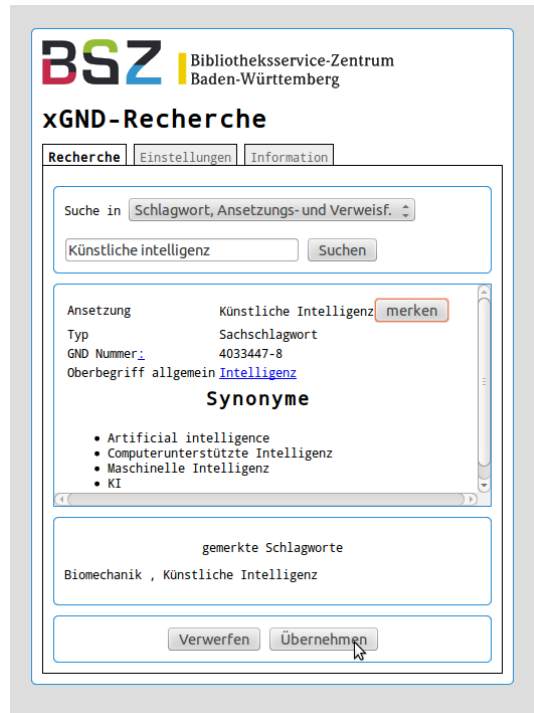 BSZ
Bibliotheksservice-Zentrum
Baden-Württemberg
xGND-Recherche
Recherche Einstellungen Information
Suche in Schlagwort, Ansetzungs- und Verweisf.
Künstliche intelligenz Suchen
Ansetzung Künstliche Intelligenz merken
Typ Sachschlagwort
GND Nummer: 4033447-8
Oberbegriff allgemein Intelligenz
Synonyme
• Artificial intelligence
• Computerunterstützte Intelligenz
• Maschinelle Intelligenz
• KI
gemerkte Schlagworte
Biomechanik , Künstliche Intelligenz
Verwerfen Übernehmen